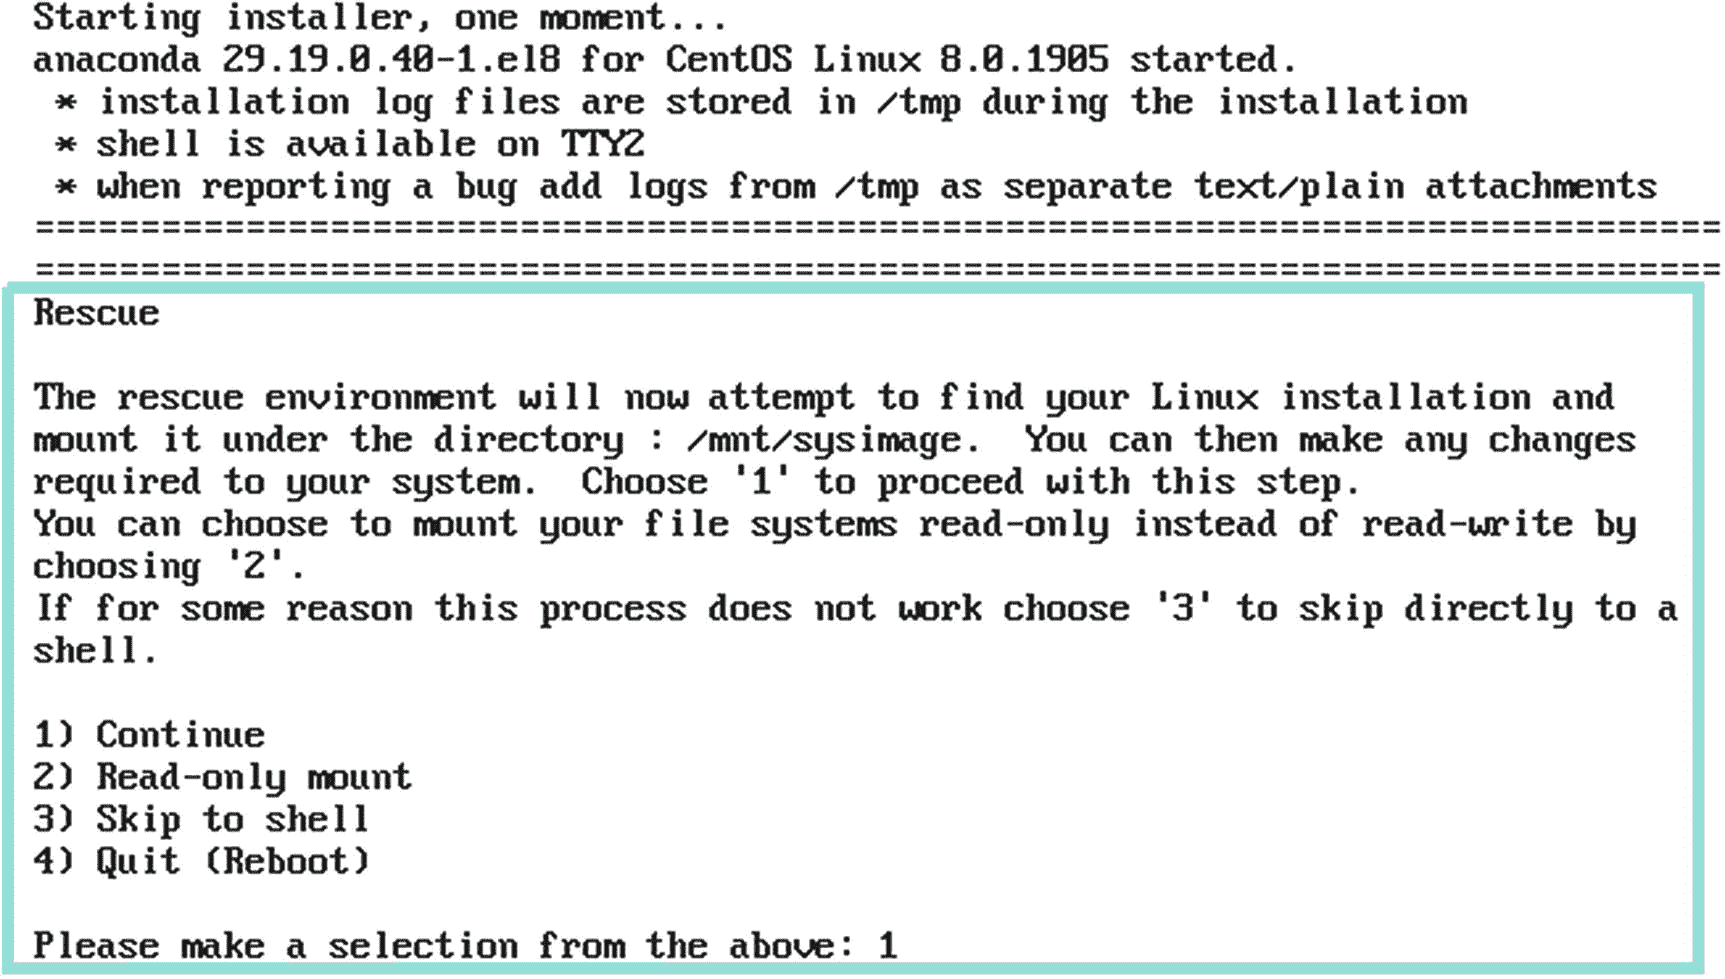 Starting installer, one moment...
anaconda 29.19.0.40-1.el8 for CentOS Linux 8.0.1905 started.
* installation log files are stored in /tmp during the installation
* shell is available on TTY2
* when reporting a bug add logs from /tmp as separate text/plain attachments
================================================================================
================================================================================
Rescue
The rescue environment will now attempt to find your Linux installation and
mount it under the directory : /mnt/sysimage.  You can then make any changes
required to your system.  Choose '1' to proceed with this step.
You can choose to mount your file systems read-only instead of read-write by
choosing '2'.
If for some reason this process does not work choose '3' to skip directly to a
shell.
1) Continue
2) Read-only mount
3) Skip to shell
4) Quit (Reboot)
Please make a selection from the above: 1